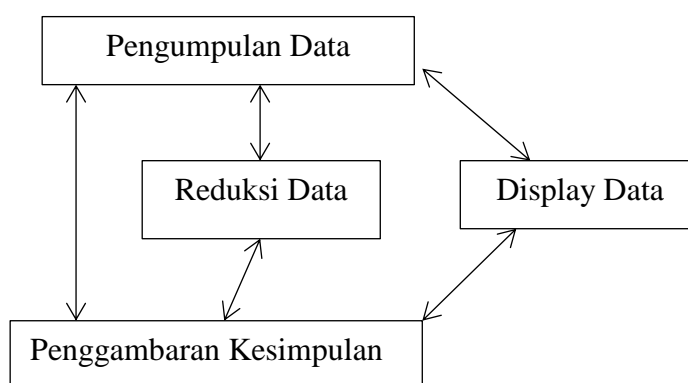 Pengumpulan Data
Reduksi Data
Display Data
Penggambaran Kesimpulan